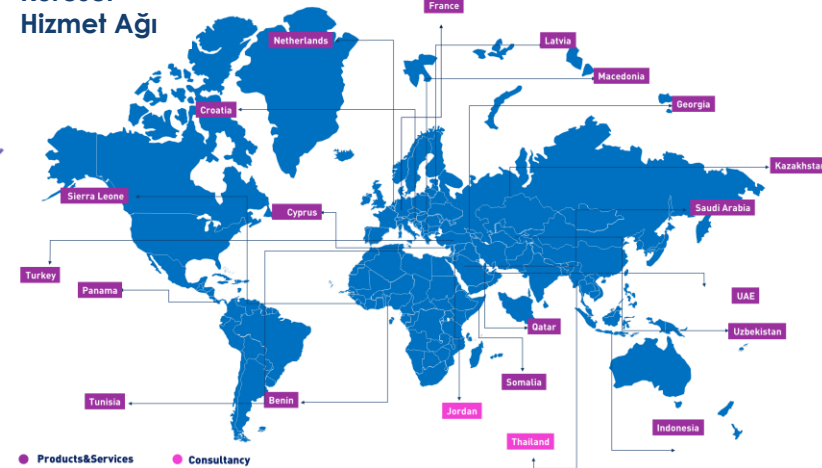 Hizmet Ağı
France
Netherlands
Latvia
Macedonia
Croatia
Georgia
Kazakhstan
Sierra Leone
Cyprus
Saudi Arabia
Turkey
Panama
UAE
Qatar
Uzbekistan
Somalia
Tunisia
Benin
Jordan
Indonesia
Thailand
Products&Services
Consultancy